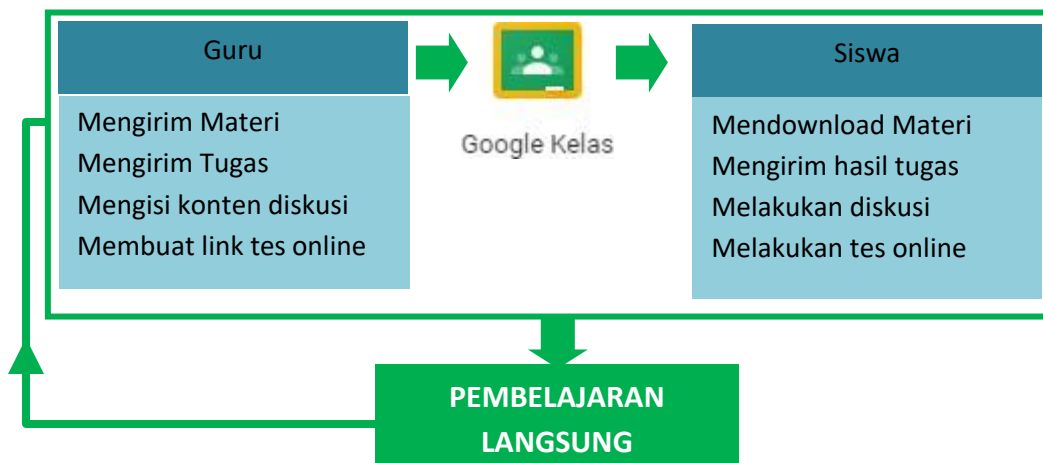 Guru
Mengirim Materi
Mengirim Tugas
Mengisi konten diskusi
Membuat link tes online
Google Kelas
Siswa
Mendownload Materi
Mengirim hasil tugas
Melakukan diskusi
Melakukan tes online
PEMBELAJARAN
LANGSUNG